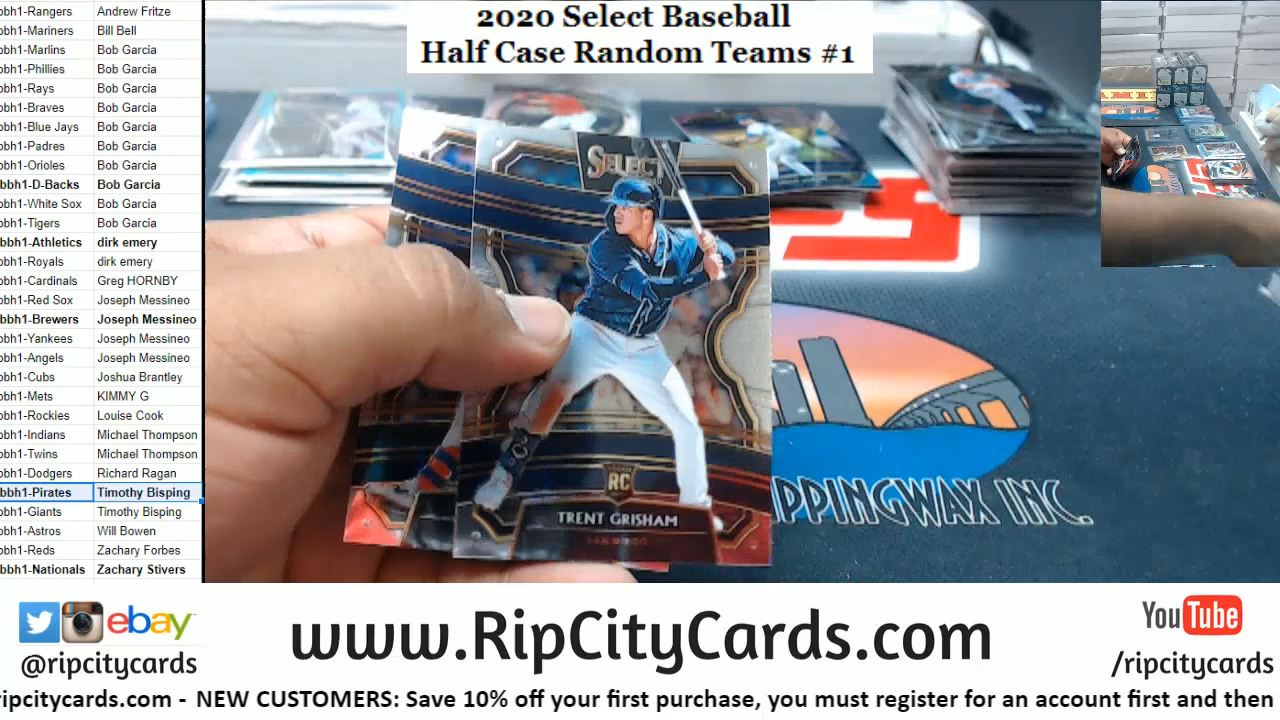 2020 Select Baseball
Half Case Random Teams #1
bbh1-Rangers Andrew Fritze
bbh1-Mariners Bill Bell
bbh1-Marlins Bob Garcia
bbh1-Phillies Bob Garcia
bbh1-Rays Bob Garcia
bbh1-Braves Bob Garcia
bbh1-Blue Jays Bob Garcia
bbh1-Padres Bob Garcia
bbh1-Orioles Bob Garcia
bbh1-D-Backs Bob Garcia
bbh1-White Sox Bob Garcia
bbh1-Tigers Bob Garcia
bbh1-Athletics dirk emery
bbh1-Royals dirk emery
bbh1-Cardinals Greg HORNBY
bbh1-Red Sox Joseph Messineo
bbh1-Brewers Joseph Messineo
bbh1-Yankees Joseph Messineo
bbh1-Angels Joseph Messineo
bbh1-Cubs Joshua Brantley
bbh1-Mets KIMMY G
bbh1-Rockies Louise Cook
bbh1-Indians Michael Thompson
bbh1-Twins Michael Thompson
bbh1-Dodgers Richard Ragan
bbh1-Pirates Timothy Bisping
bbh1-Giants Timothy Bisping
bbh1-Astros Will Bowen
bbh1-Reds Zachary Forbes
bbh1-Nationals Zachary Stivers
SELECT
RC
TRENT GRISHAM
SAN DIEGO
IPPINGWAX INC.
ebay
@ripcitycards
www.RipCityCards.com
YouTube
/ripcitycards
ripcitycards.com - NEW CUSTOMERS: Save 10% off your first purchase, you must register for an account first and then